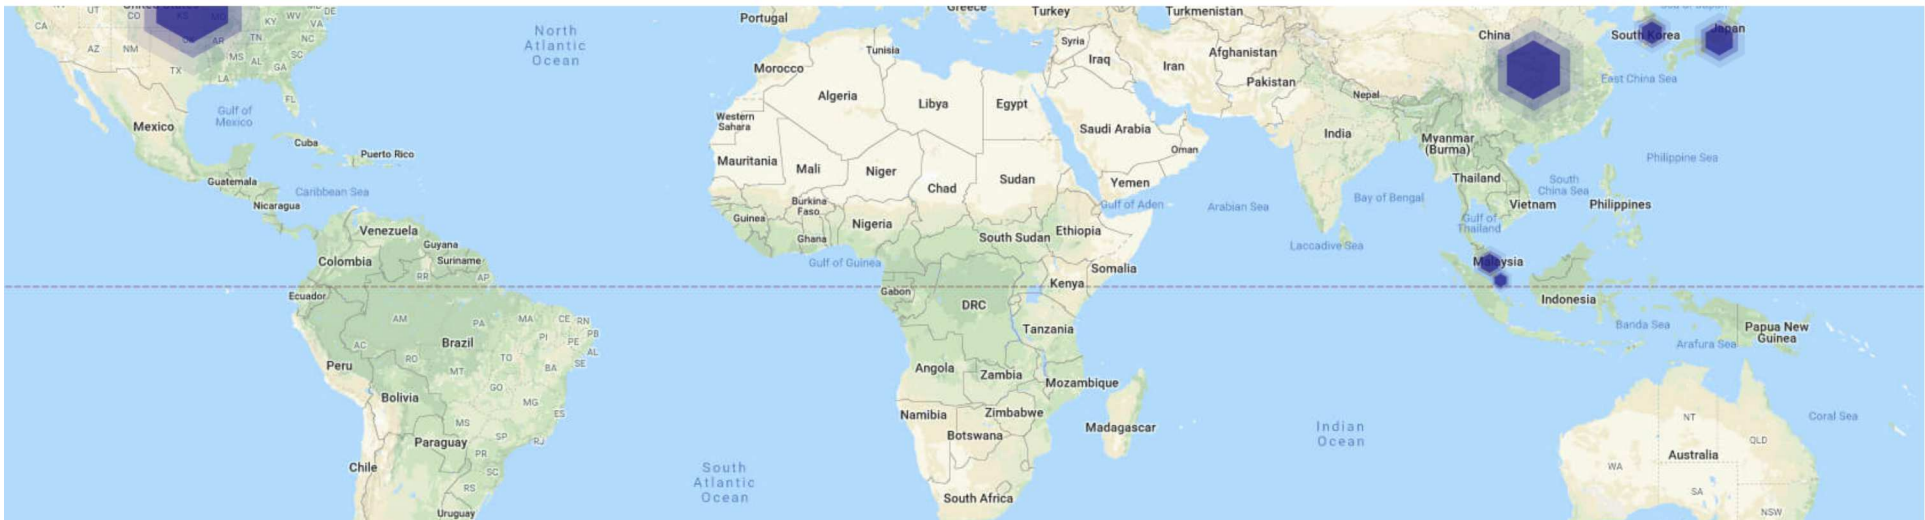 Portugal
Greece
Turkey
Turkmenistan
China
South Korea
Japan
CA
UT
CO
KS
MO
KY
WV
VA
DE
AZ
NM
AR
TN
NC
TX
MS
AL
SC
LA
GA
FL
North
Atlantic
Ocean
Gulf of
Mexico
Mexico
Cuba
Puerto Rico
Guatemala
Caribbean Sea
Nicaragua
Venezuela
Guyana
Colombia
Suriname
RR
AP
Ecuador
AM
PA
MA
CE
RN
PB
PI
PE
AL
SE
AC
RO
TO
BA
Brazil
Peru
MT
GO
Bolivia
MG
ES
MS
SP
RJ
Paraguay
PR
SC
Chile
RS
Uruguay
South
Atlantic
Ocean
Tunisia
Morocco
Algeria
Libya
Egypt
Western
Sahara
Mauritania
Mali
Niger
Chad
Sudan
Burkina
Faso
Guinea
Ghana
Nigeria
South Sudan
Ethiopia
Gulf of Guinea
Somalia
Gabon
DRC
Kenya
Tanzania
Angola
Zambia
Mozambique
Namibia
Zimbabwe
Botswana
Madagascar
South Africa
Syria
Iraq
Iran
Afghanistan
Pakistan
Nepal
Saudi Arabia
Oman
Yemen
Gulf of Aden
Arabian Sea
India
Laccadive Sea
Bay of Bengal
Myanmar
(Burma)
Thailand
Gulf of
Thailand
South
China Sea
Vietnam
Philippines
East China Sea
Philippine Sea
Malaysia
Indonesia
Banda Sea
Papua New
Guinea
Arafura Sea
Indian
Ocean
Coral Sea
NT
QLD
Australia
WA
SA
NSW